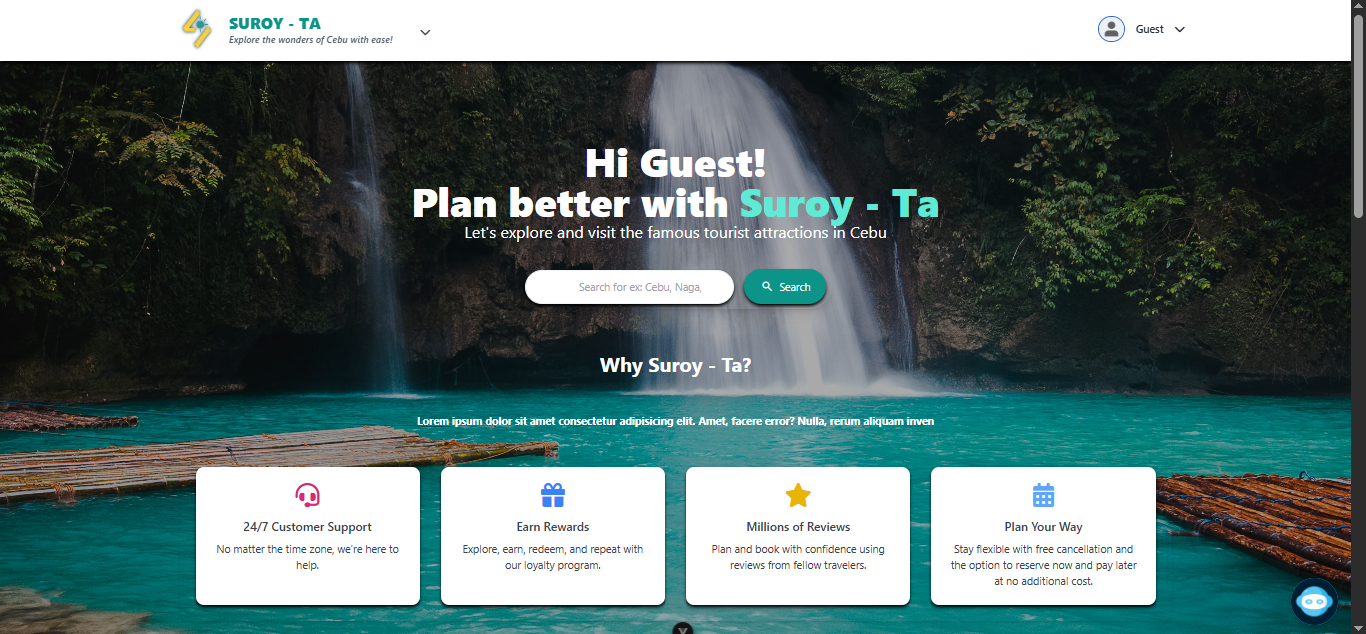 SUROY - TA
Explore the wonders of Cebu with ease!
Guest
Hi Guest!
Plan better with Suroy - Ta
Let's explore and visit the famous tourist attractions in Cebu
Search for ex: Cebu, Naga,
Search
Why Suroy - Ta?
Lorem ipsum dolor sit amet consectetur adipisicing elit. Amet, facere error? Nulla, rerum aliquam inven
24/7 Customer Support
No matter the time zone, we're here to
help.
Earn Rewards
Explore, earn, redeem, and repeat with
our loyalty program.
Millions of Reviews
Plan and book with confidence using
reviews from fellow travelers.
Plan Your Way
Stay flexible with free cancellation and
the option to reserve now and pay later
at no additional cost.